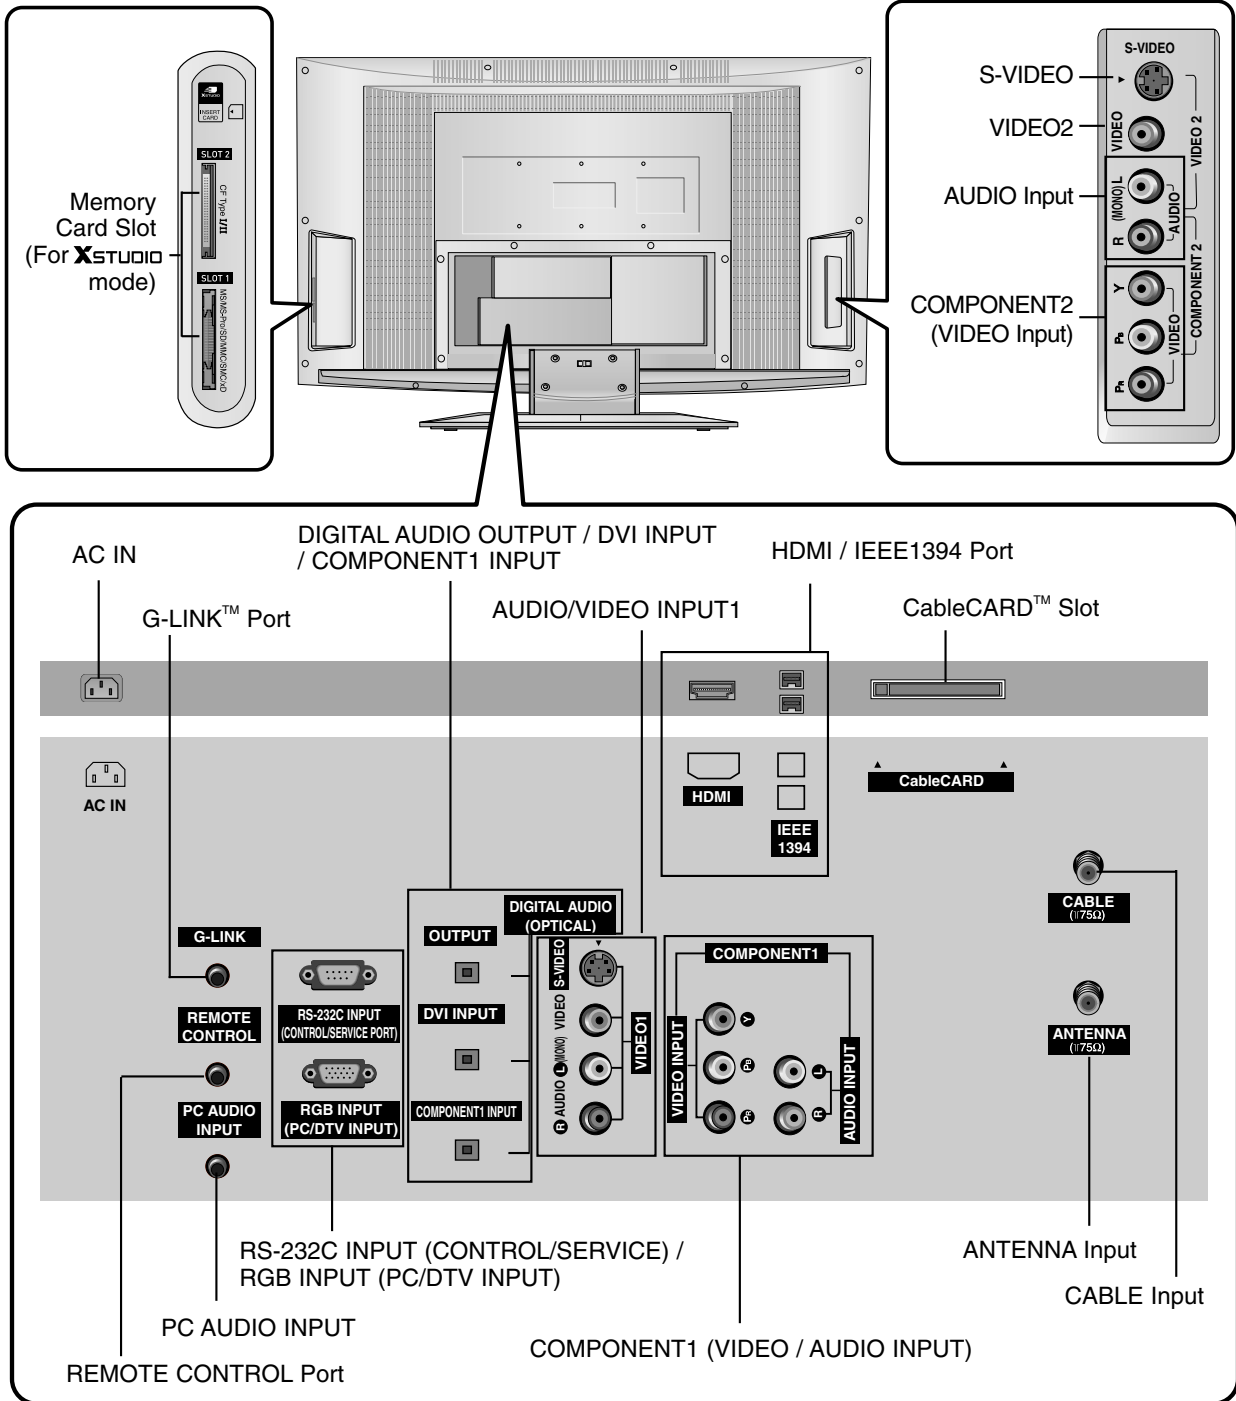 XSTUDIO
INSERT
CARD
SLOT 2
CF Type I/II
SLOT 1
MS/MS-Pro/SD/MMC/SMC/xD
Memory
Card Slot
(For XSTUDIO
mode)
S-VIDEO
VIDEO2
AUDIO Input
COMPONENT2
(VIDEO Input)
S-VIDEO
VIDEO
(MONO) L
R
AUDIO
Y
PB
PR
VIDEO
VIDEO 2
COMPONENT 2
AC IN
G-LINK™ Port
DIGITAL AUDIO OUTPUT / DVI INPUT
/ COMPONENT1 INPUT
AUDIO/VIDEO INPUT1
HDMI / IEEE1394 Port
CableCARD™ Slot
AC IN
HDMI
IEEE
1394
CableCARD
CABLE
(75Ω)
ANTENNA
(75Ω)
G-LINK
REMOTE
CONTROL
PC AUDIO
INPUT
RS-232C INPUT
(CONTROL/SERVICE PORT)
RGB INPUT
(PC/DTV INPUT)
DIGITAL AUDIO
(OPTICAL)
OUTPUT
DVI INPUT
COMPONENT1 INPUT
S-VIDEO
VIDEO
R AUDIO L (MONO)
VIDEO1
COMPONENT1
VIDEO INPUT
Y
PB
PR
L
R
AUDIO INPUT
RS-232C INPUT (CONTROL/SERVICE) /
RGB INPUT (PC/DTV INPUT)
PC AUDIO INPUT
REMOTE CONTROL Port
COMPONENT1 (VIDEO / AUDIO INPUT)
ANTENNA Input
CABLE Input